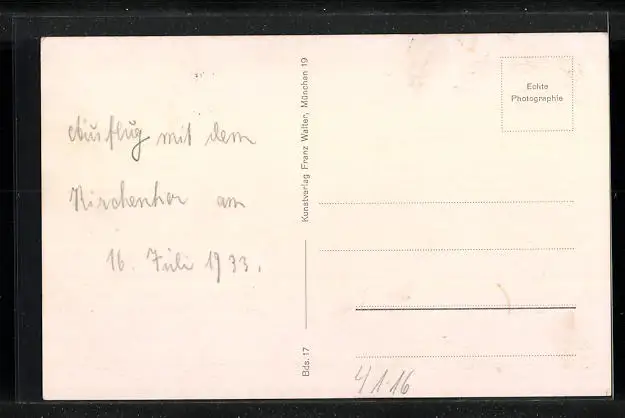 Ausflug mit dem
Kirchenchor am
16. Juli 1933.
Kunstverlag Franz Walter, München 19
Bds. 17
Echte
Photographie
41.16